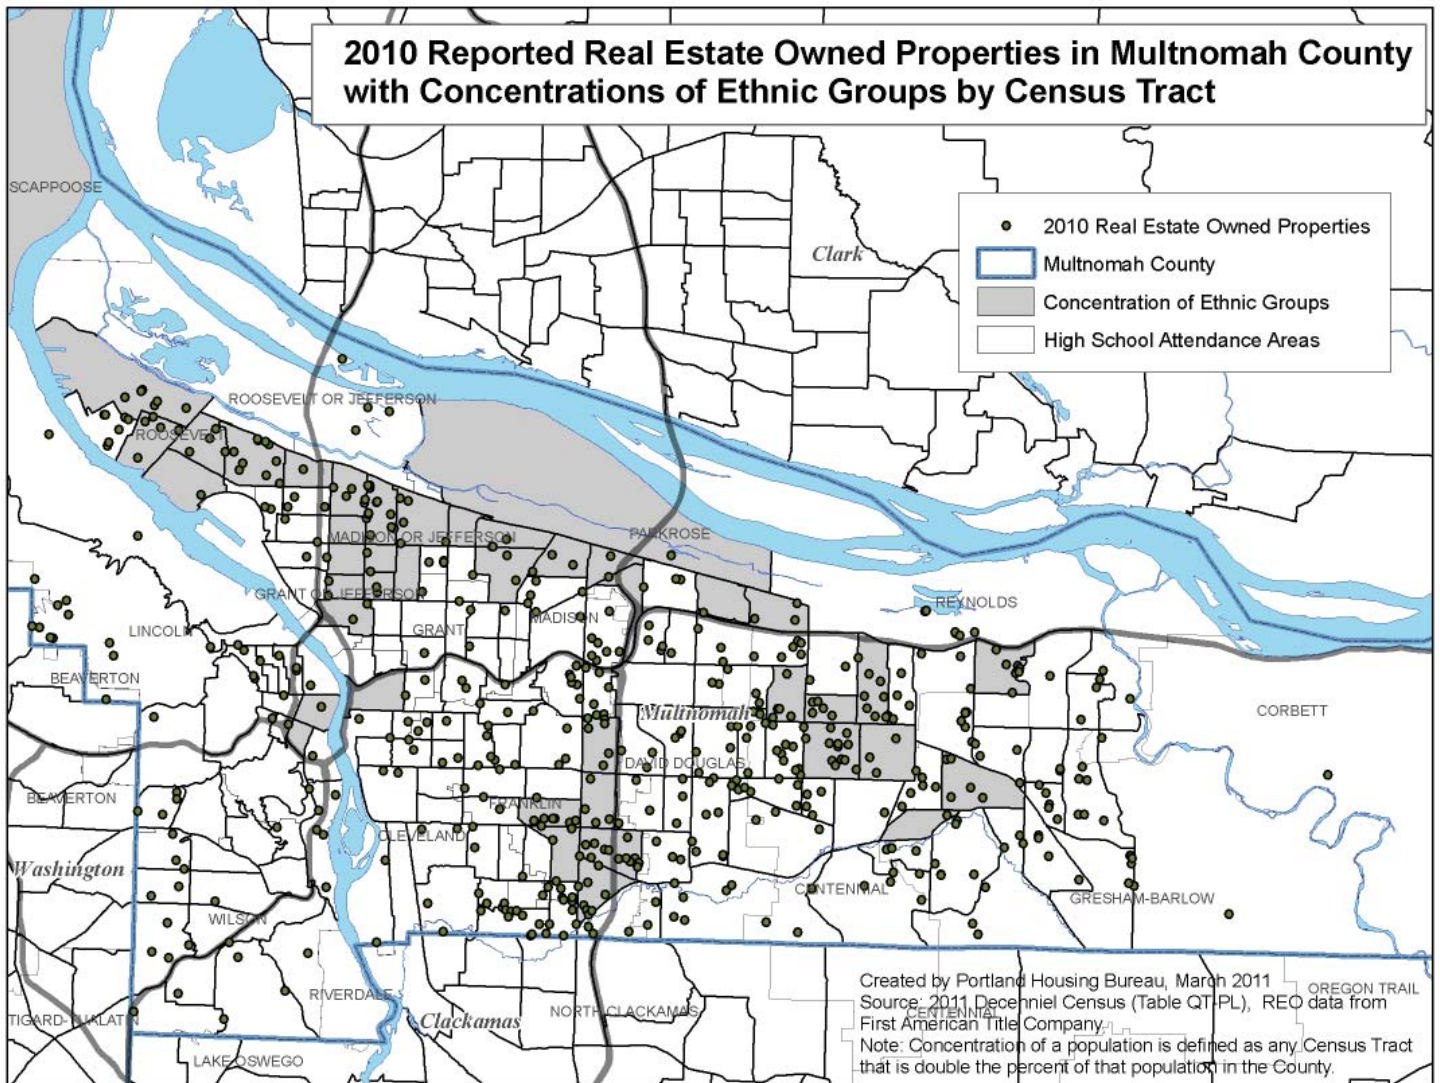 2010 Reported Real Estate Owned Properties in Multnomah County
with Concentrations of Ethnic Groups by Census Tract
SCAPPOOSE
2010 Real Estate Owned Properties
Clark
Multnomah County
Concentration of Ethnic Groups
High School Attendance Areas
ROOSEVELT OR JEFFERSON
ROOSEVELT
PARKROSE
MADISON OR JEFFERSON
GRANT OR JEFFERSON
REYNOLDS
MADISON
LINCOLN
GRANT
BEAVERTON
CORBETT
Multnomah
DAVID DOUGLAS
BEAVERTON
FRANKLIN
CLEVELAND
Washington
CENTENNIAL
GRESHAM-BARLOW
WILSON
Created by Portland Housing Bureau, March 2011
OREGON TRAIL
RIVERDALE
Source: 2011 Decenniel Census (Table QT-PL), REO data from
NORTH CLACKAMAS
CENTENNIAL
TIGARD-TUALATIN
Clackamas
First American Title Company.
Note: Concentration of a population is defined as any Census Tract
LAKE OSWEGO
that is double the percent of that population in the County.